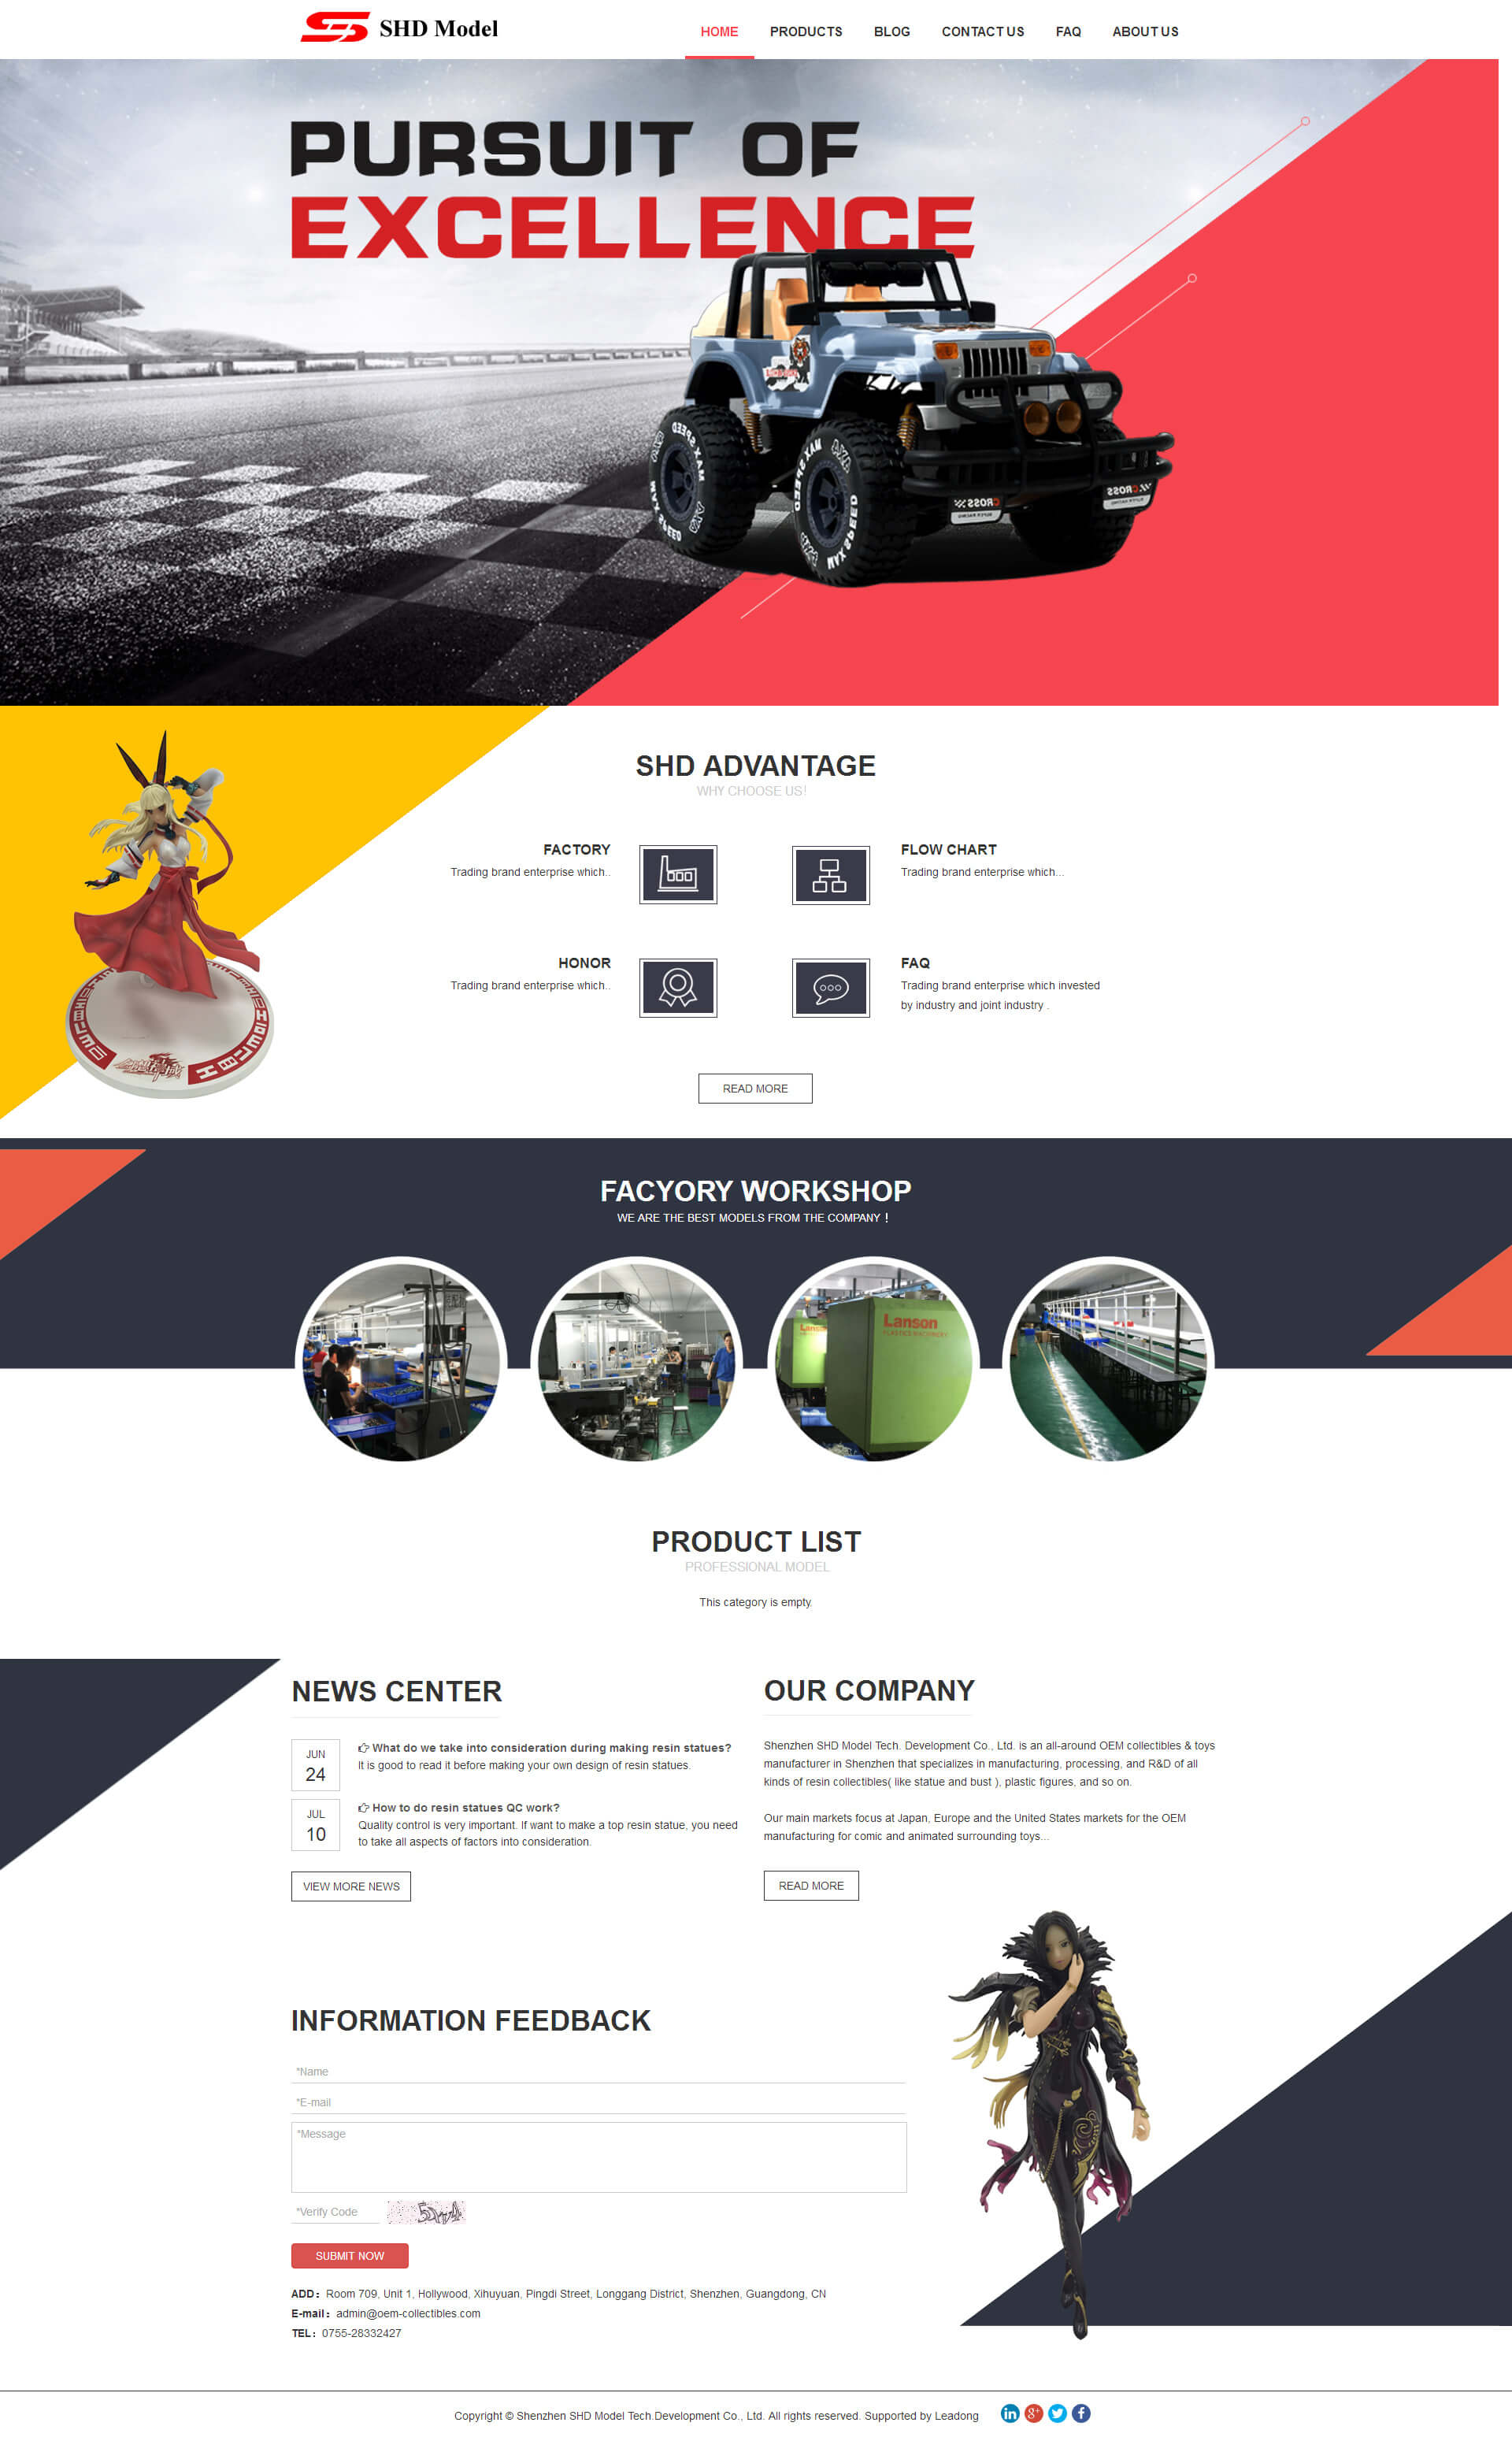 SHD Model
HOME PRODUCTS BLOG CONTACT US FAQ ABOUT US
PURSUIT OF
EXCELLENCE
MAX SPEED
CROSS
SHD ADVANTAGE
WHY CHOOSE US!
FACTORY
Trading brand enterprise which..
FLOW CHART
Trading brand enterprise which...
HONOR
Trading brand enterprise which..
FAQ
Trading brand enterprise which invested
by industry and joint industry .
READ MORE
FACYORY WORKSHOP
WE ARE THE BEST MODELS FROM THE COMPANY !
Lanson
PLASTICS MACHINERY
PRODUCT LIST
PROFESSIONAL MODEL
This category is empty.
NEWS CENTER
JUN
24
What do we take into consideration during making resin statues?
It is good to read it before making your own design of resin statues.
JUL
10
How to do resin statues QC work?
Quality control is very important. If want to make a top resin statue, you need
to take all aspects of factors into consideration.
VIEW MORE NEWS
OUR COMPANY
Shenzhen SHD Model Tech. Development Co., Ltd. is an all-around OEM collectibles & toys
manufacturer in Shenzhen that specializes in manufacturing, processing, and R&D of all
kinds of resin collectibles( like statue and bust ), plastic figures, and so on.
Our main markets focus at Japan, Europe and the United States markets for the OEM
manufacturing for comic and animated surrounding toys...
READ MORE
INFORMATION FEEDBACK
*Name
*E-mail
*Message
*Verify Code
SUBMIT NOW
ADD： Room 709, Unit 1, Hollywood, Xihuyuan, Pingdi Street, Longgang District, Shenzhen, Guangdong, CN
E-mail： admin@oem-collectibles.com
TEL： 0755-28332427
Copyright © Shenzhen SHD Model Tech.Development Co., Ltd. All rights reserved. Supported by Leadong